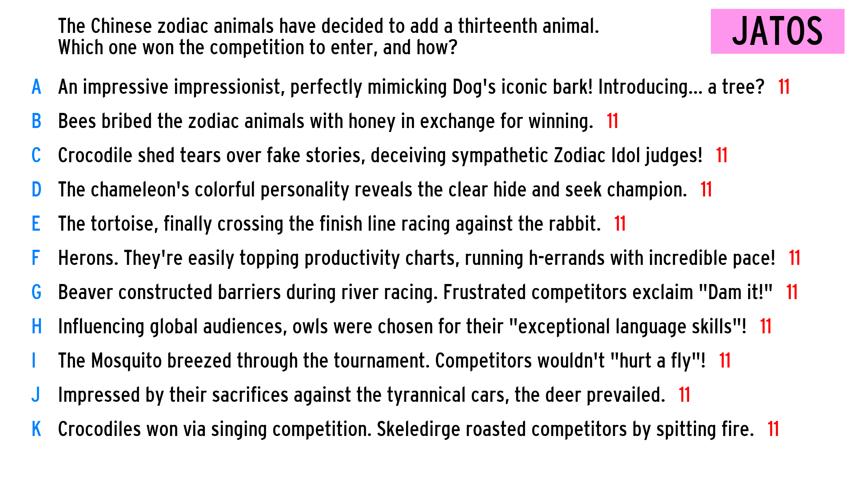 The Chinese zodiac animals have decided to add a thirteenth animal.
Which one won the competition to enter, and how?
JATOS
A An impressive impressionist, perfectly mimicking Dog's iconic bark! Introducing... a tree? 11
B Bees bribed the zodiac animals with honey in exchange for winning. 11
C Crocodile shed tears over fake stories, deceiving sympathetic Zodiac Idol judges! 11
D The chameleon's colorful personality reveals the clear hide and seek champion. 11
E The tortoise, finally crossing the finish line racing against the rabbit. 11
F Herons. They're easily topping productivity charts, running h-errands with incredible pace! 11
G Beaver constructed barriers during river racing. Frustrated competitors exclaim "Dam it!" 11
H Influencing global audiences, owls were chosen for their "exceptional language skills"! 11
I The Mosquito breezed through the tournament. Competitors wouldn't "hurt a fly"! 11
J Impressed by their sacrifices against the tyrannical cars, the deer prevailed. 11
K Crocodiles won via singing competition. Skeledirge roasted competitors by spitting fire. 11